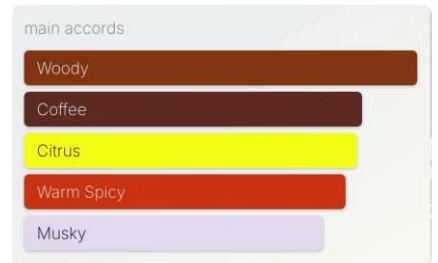 main accords
Woody
Coffee
Citrus
Warm Spicy
Musky